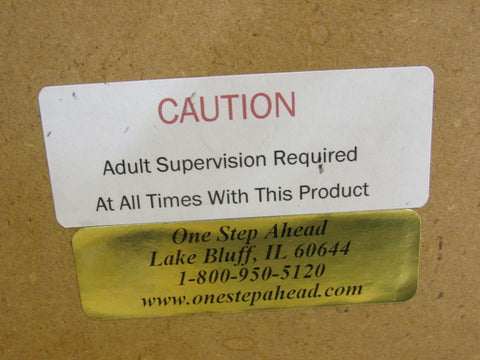 CAUTION
Adult Supervision Required
At All Times With This Product
One Step Ahead
Lake Bluff, IL 60644
1-800-950-5120
www.onestepahead.com